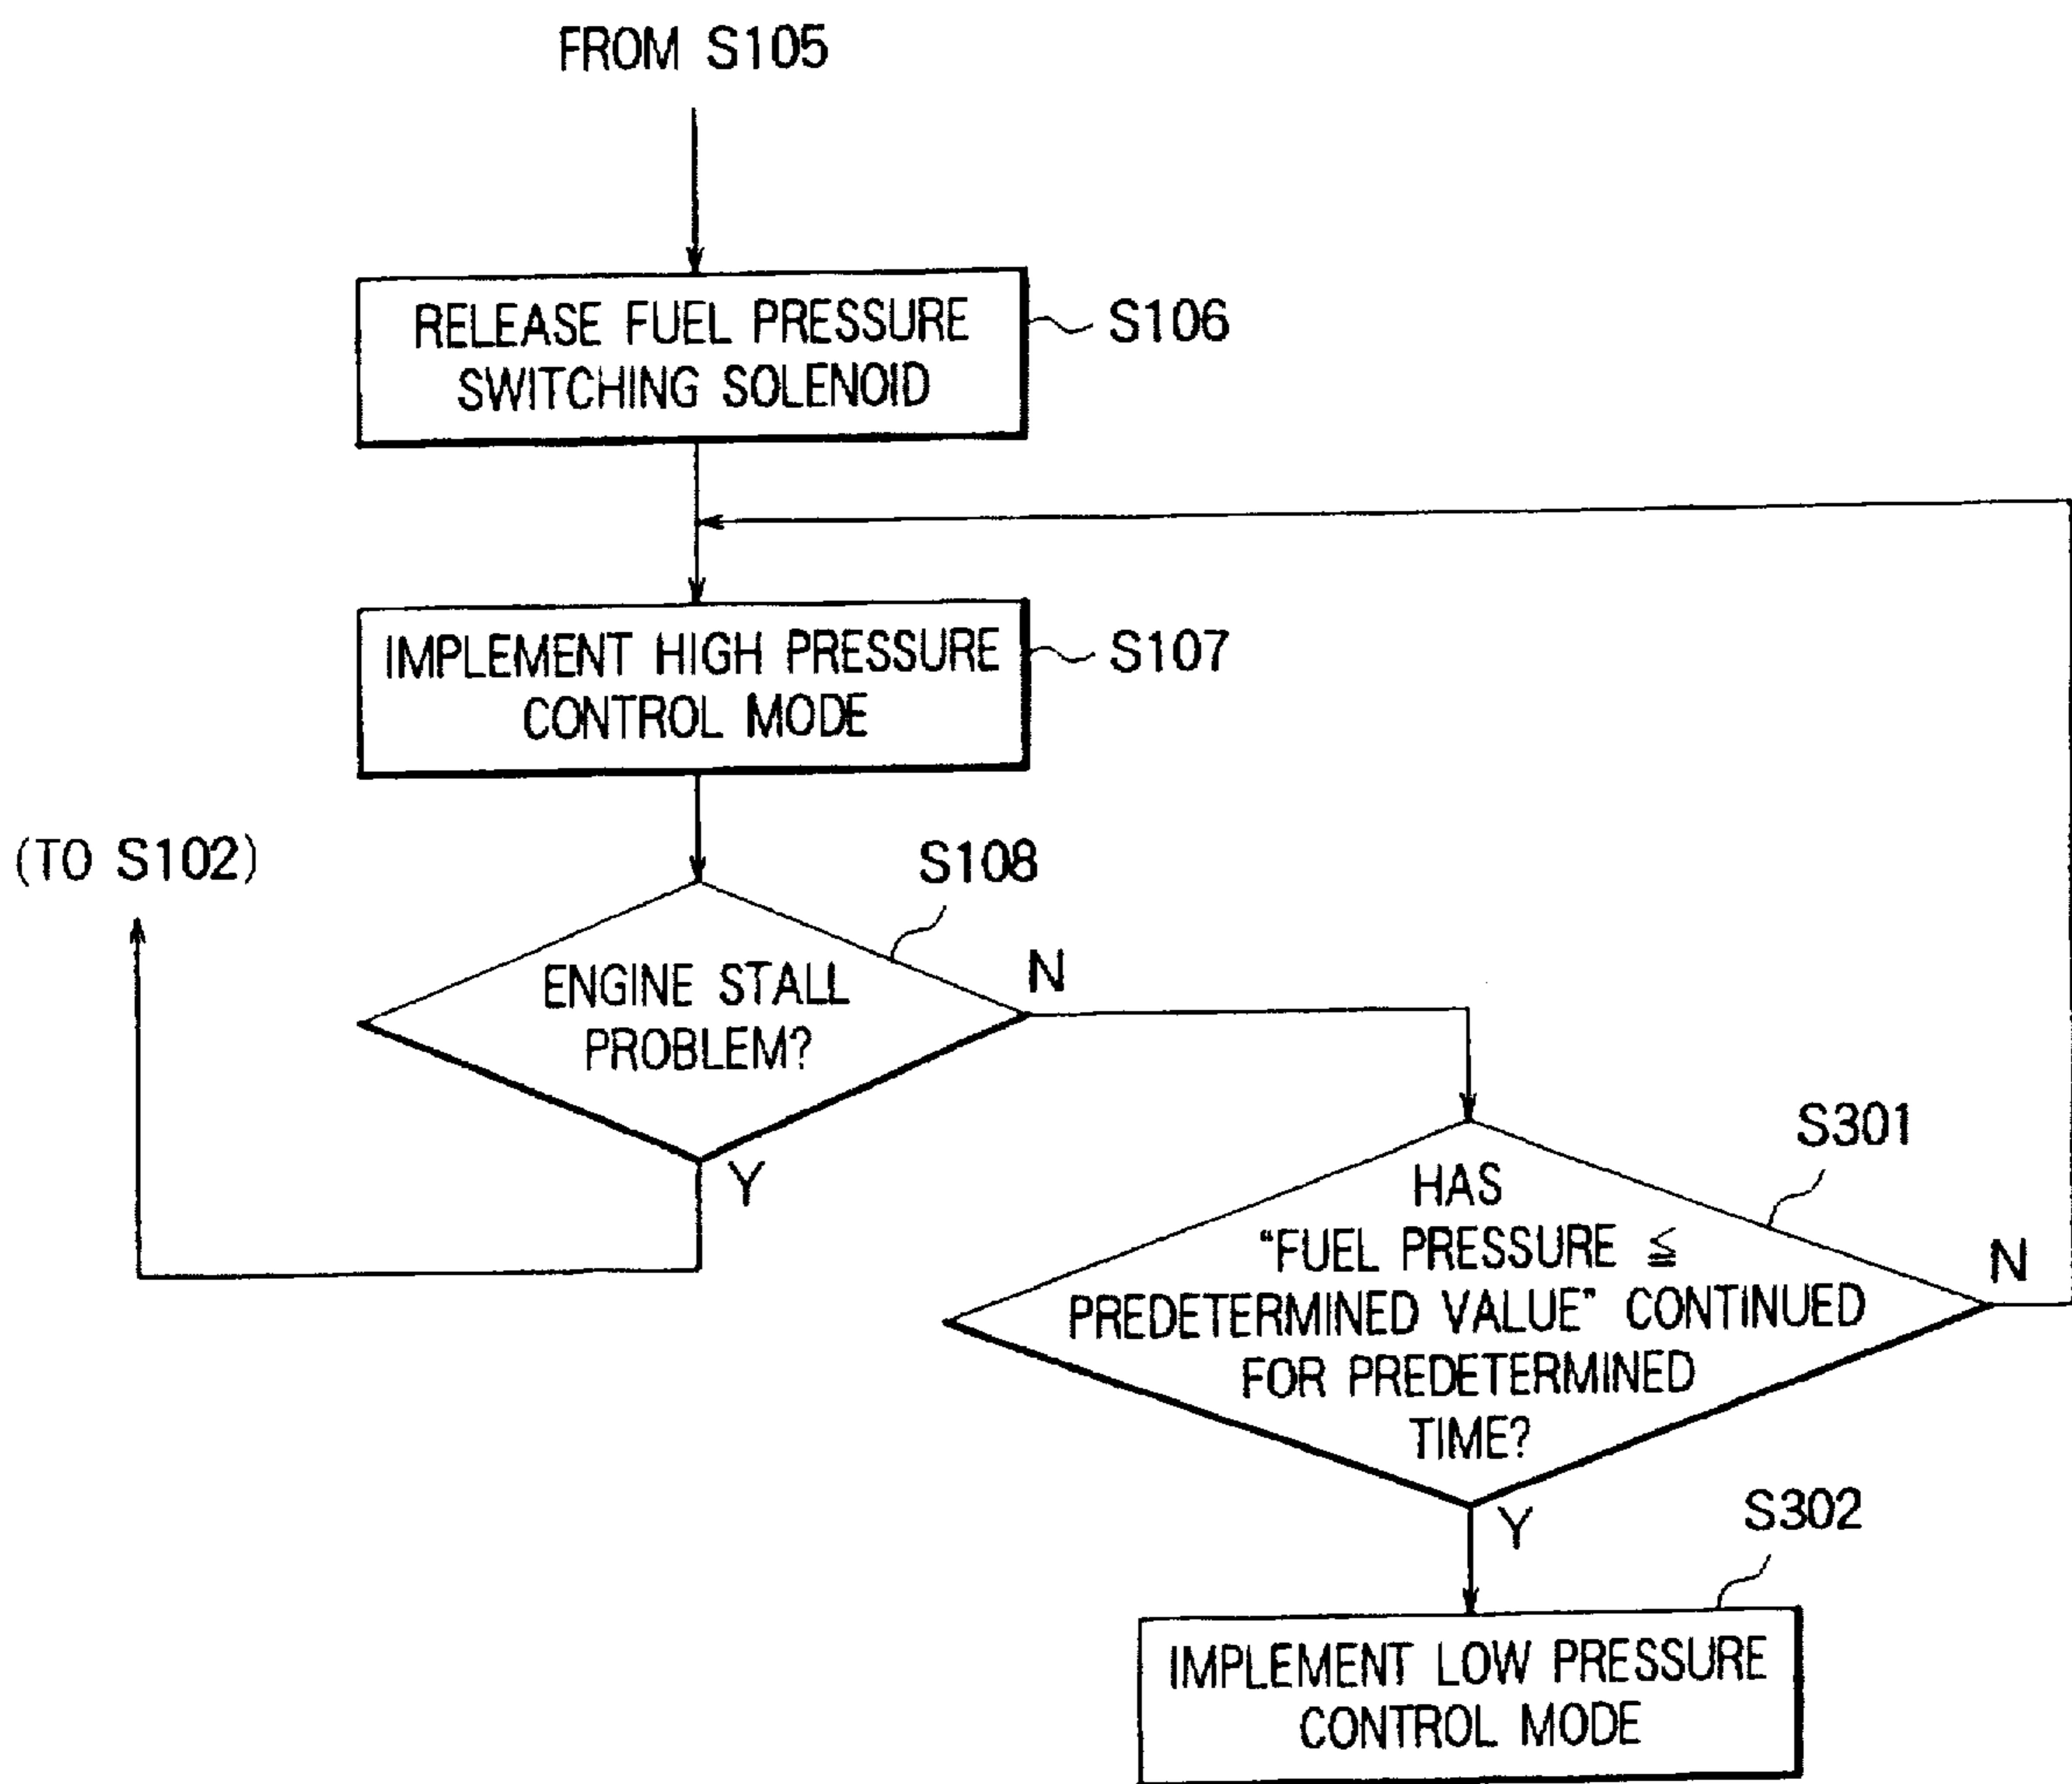 FROM S105
RELEASE FUEL PRESSURE
SWITCHING SOLENOID
S106
IMPLEMENT HIGH PRESSURE
CONTROL MODE
S107
(TO S102)
S108
ENGINE STALL
PROBLEM?
N
Y
S301
HAS
“FUEL PRESSURE ≦
PREDETERMINED VALUE” CONTINUED
FOR PREDETERMINED
TIME?
N
Y
S302
IMPLEMENT LOW PRESSURE
CONTROL MODE